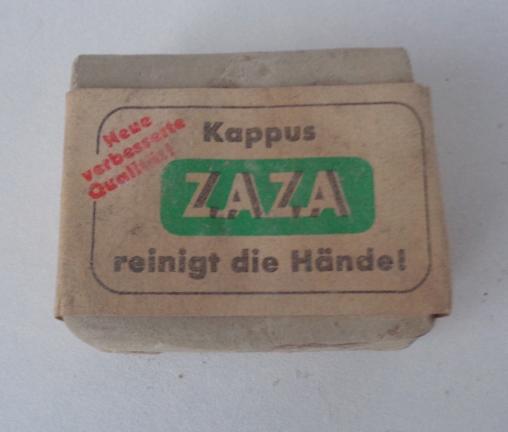 Neue
verbesserte
Qualität!
Kappus
ZAZA
reinigt die Hände!